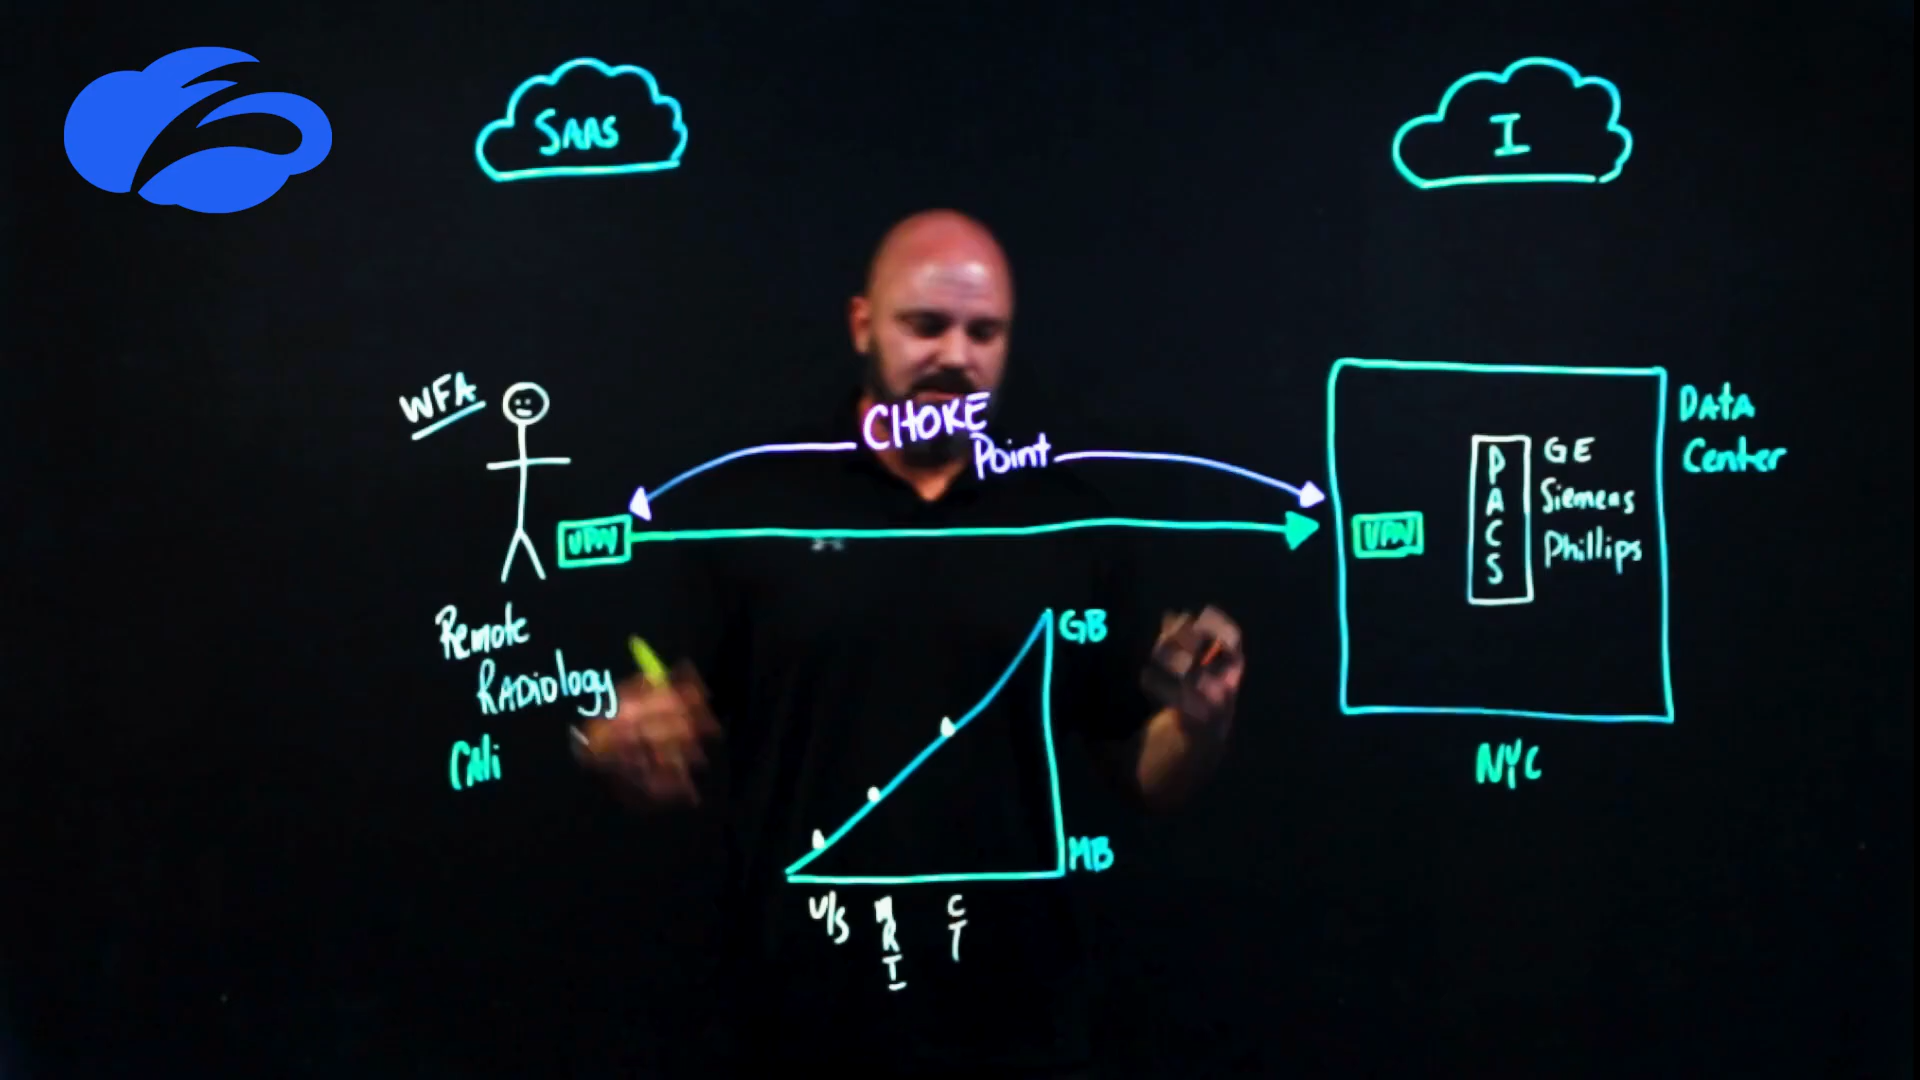 SAAS
I
WFA
CHOKE
Point
VPN
VPN
PACS
GE
Siemens
Phillips
Data
Center
Remote
Radiology
Cali
NYC
GB
MB
U/S
MRI
CT